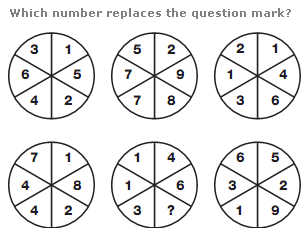 Which number replaces the question mark?
3 1 5 2 2 1
6 5 7 9 1 4
4 2 7 8 3 6
7 1 1 4 6 5
4 8 1 6 3 2
4 2 3 ? 1 9